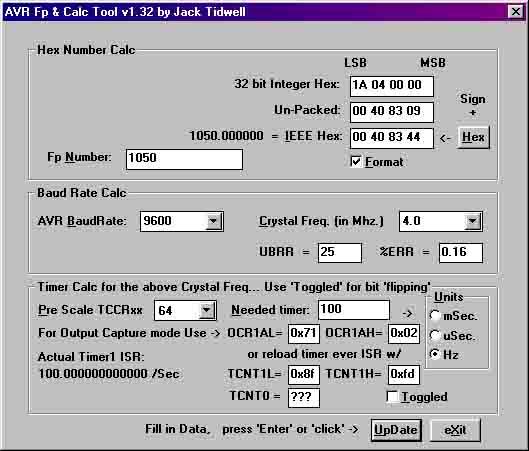 AVR Fp & Calc Tool v1.32 by Jack Tidwell
Hex Number Calc
LSB MSB
32 bit Integer Hex: 1A 04 00 00
Un-Packed: 00 40 83 09
Sign
+
1050.000000 = IEEE Hex: 00 40 83 44 <- Hex
Fp Number: 1050
Format
Baud Rate Calc
AVR BaudRate: 9600 Crystal Freq. (in Mhz.) 4.0
UBRR = 25 %ERR = 0.16
Timer Calc for the above Crystal Freq... Use 'Toggled' for bit 'flipping'
Units
Pre Scale TCCRxx 64 Needed timer: 100 ->
mSec.
For Output Capture mode Use -> OCR1AL= 0x71 OCR1AH= 0x02
uSec.
Actual Timer1 ISR: or reload timer ever ISR w/
Hz
100.000000000000 /Sec TCNT1L= 0x8f TCNT1H= 0xfd
TCNT0 = ??? Toggled
Fill in Data, press 'Enter' or 'click' -> UpDate eXit